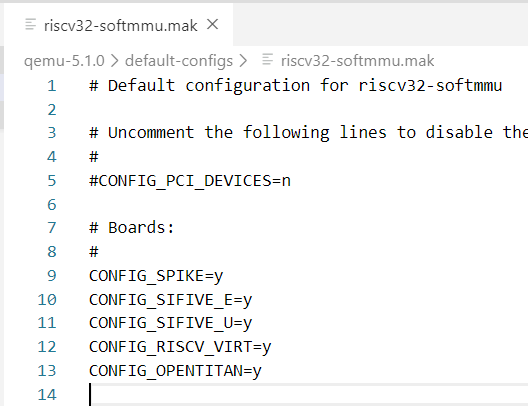 riscv32-softmmu.mak
qemu-5.1.0 > default-configs > riscv32-softmmu.mak
1 # Default configuration for riscv32-softmmu
2
3 # Uncomment the following lines to disable the
4 #
5 #CONFIG_PCI_DEVICES=n
6
7 # Boards:
8 #
9 CONFIG_SPIKE=y
10 CONFIG_SIFIVE_E=y
11 CONFIG_SIFIVE_U=y
12 CONFIG_RISCV_VIRT=y
13 CONFIG_OPENTITAN=y
14